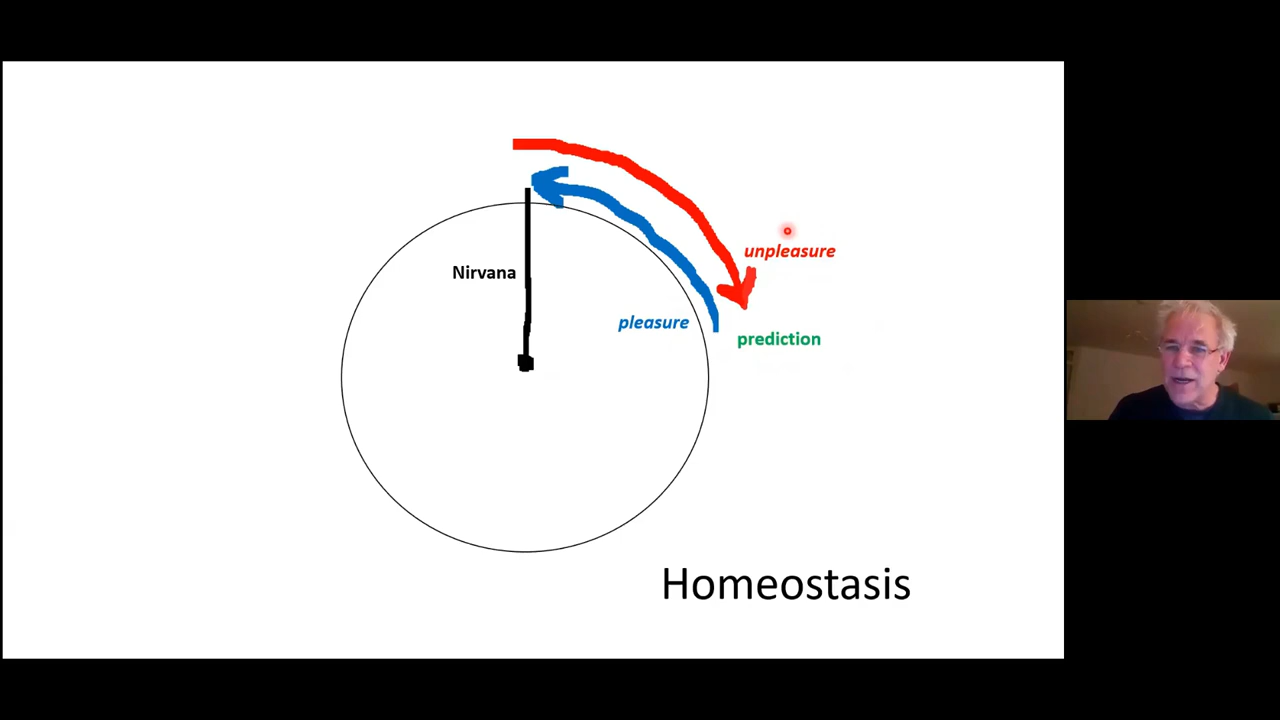 unpleasure
Nirvana
pleasure
prediction
Homeostasis